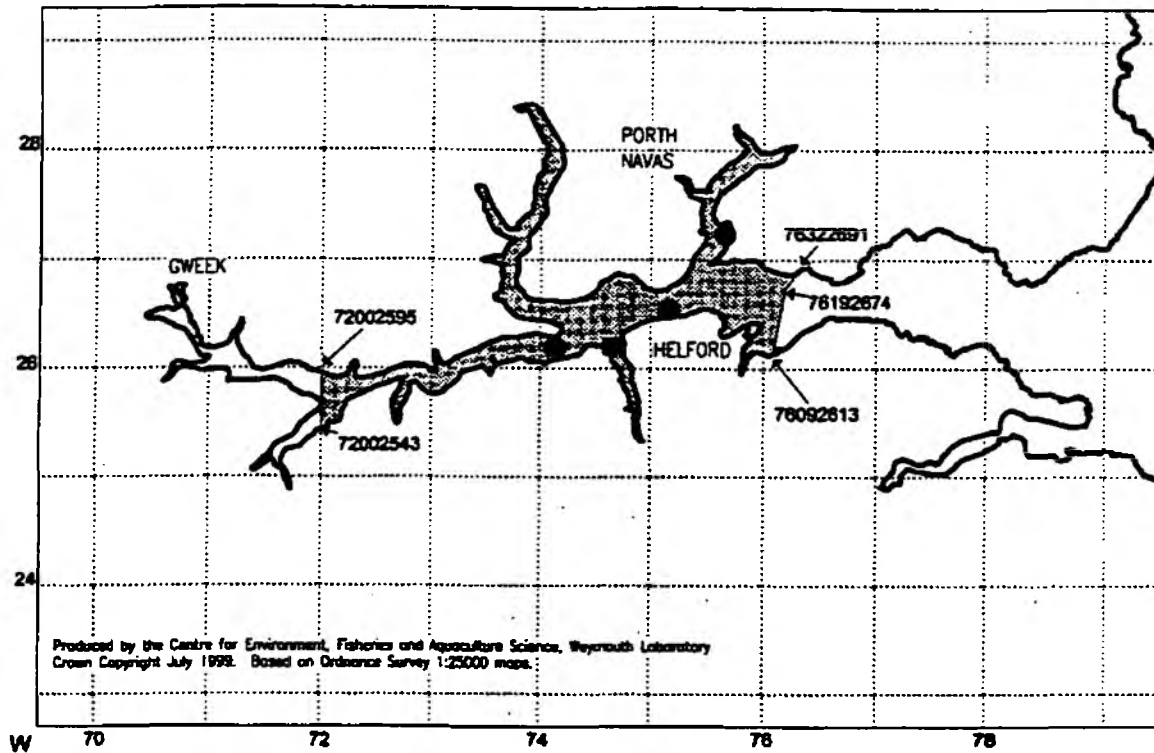 28
PORTH
NAVAS
76322691
GWEEK
76192674
72002595
HELFORD
26
76092613
72002543
24
Produced by the Centre for Environment, Fisheries and Aquaculture Science, Weymouth Laboratory
Crown Copyright July 1999. Based on Ordnance Survey 1:25000 maps.
W 70 72 74 76 78